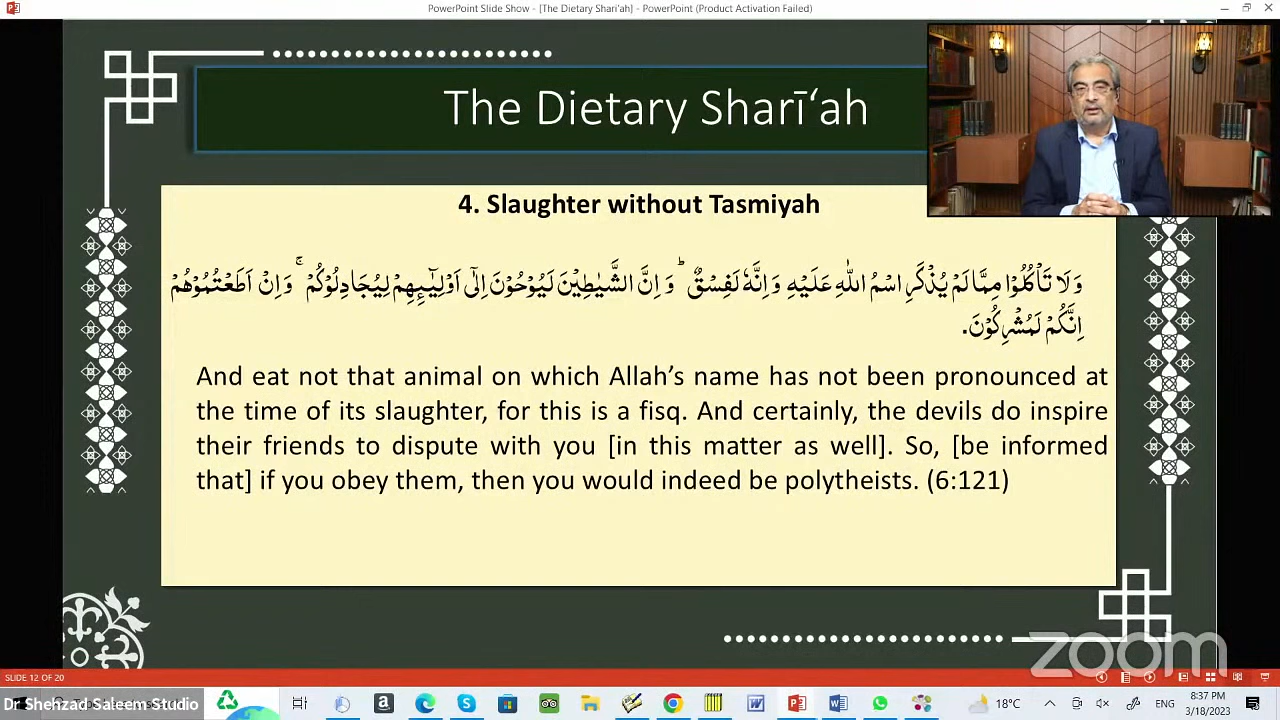 PowerPoint Slide Show - [The Dietary Shari'ah] - PowerPoint (Product Activation Failed)
The Dietary Sharī‘ah
4. Slaughter without Tasmiyah
وَلَا تَاْكُلُوْا مِمَّا لَمْ يُذْكَرِ اسْمُ اللّٰهِ عَلَيْهِ وَاِنَّهٗ لَفِسْقٌ ؕ وَ اِنَّ الشَّيٰطِيْنَ لَيُوْحُوْنَ اِلٰٓى اَوْلِيٰٓـِٕهِمْ لِيُجَادِلُوْكُمْ ۚ وَاِنْ اَطَعْتُمُوْهُمْ
اِنَّكُمْ لَمُشْرِكُوْنَ.
And eat not that animal on which Allah’s name has not been pronounced at
the time of its slaughter, for this is a fisq. And certainly, the devils do inspire
their friends to dispute with you [in this matter as well]. So, [be informed
that] if you obey them, then you would indeed be polytheists. (6:121)
zoom
SLIDE 12 OF 20
Dr Shehzad Saleem Studio
18°C
ENG
8:37 PM
3/18/2023